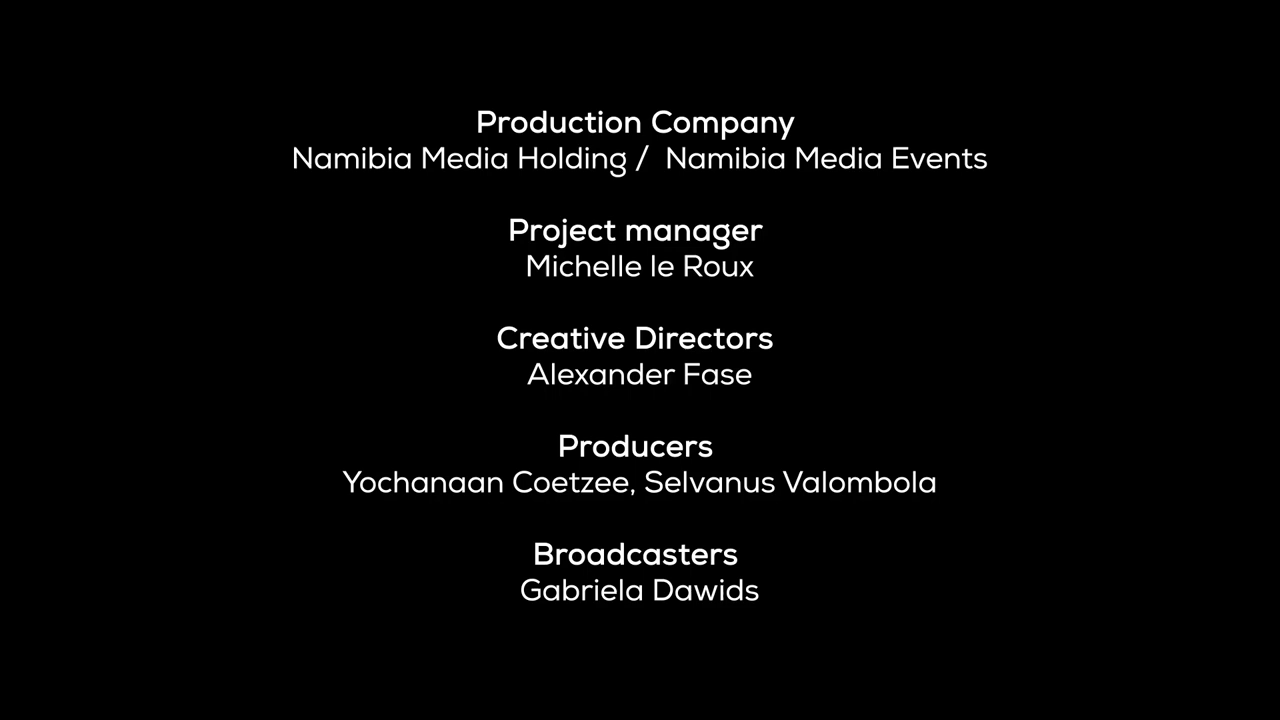 Production Company
Namibia Media Holding /  Namibia Media Events
Project manager
Michelle le Roux
Creative Directors
Alexander Fase
Producers
Yochanaan Coetzee, Selvanus Valombola
Broadcasters
Gabriela Dawids